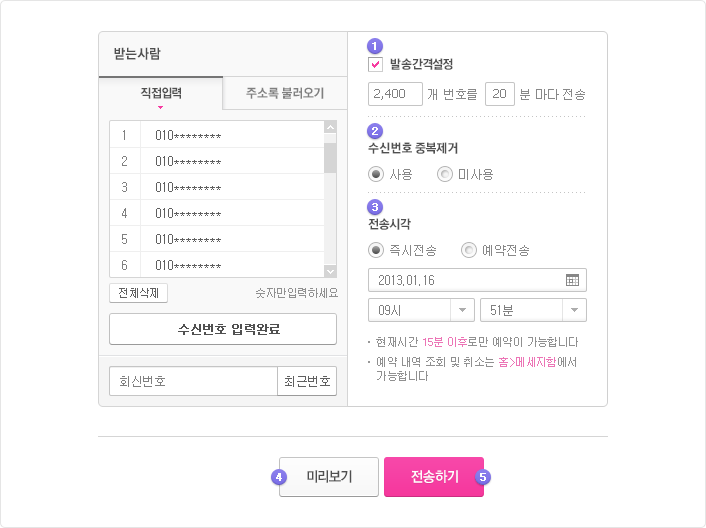 받는사람
직접입력 주소록 불러오기
1 010********
2 010********
3 010********
4 010********
5 010********
6 010********
전체삭제 숫자만입력하세요
수신번호 입력완료
회신번호 최근번호
1
발송간격설정
2,400 개 번호를 20 분 마다 전송
2
수신번호 중복제거
사용 미사용
3
전송시각
즉시전송 예약전송
2013.01.16
09시 51분
· 현재시간 15분 이후로만 예약이 가능합니다
· 예약 내역 조회 및 취소는 홈>메세지함에서
가능합니다
4 미리보기 전송하기 5